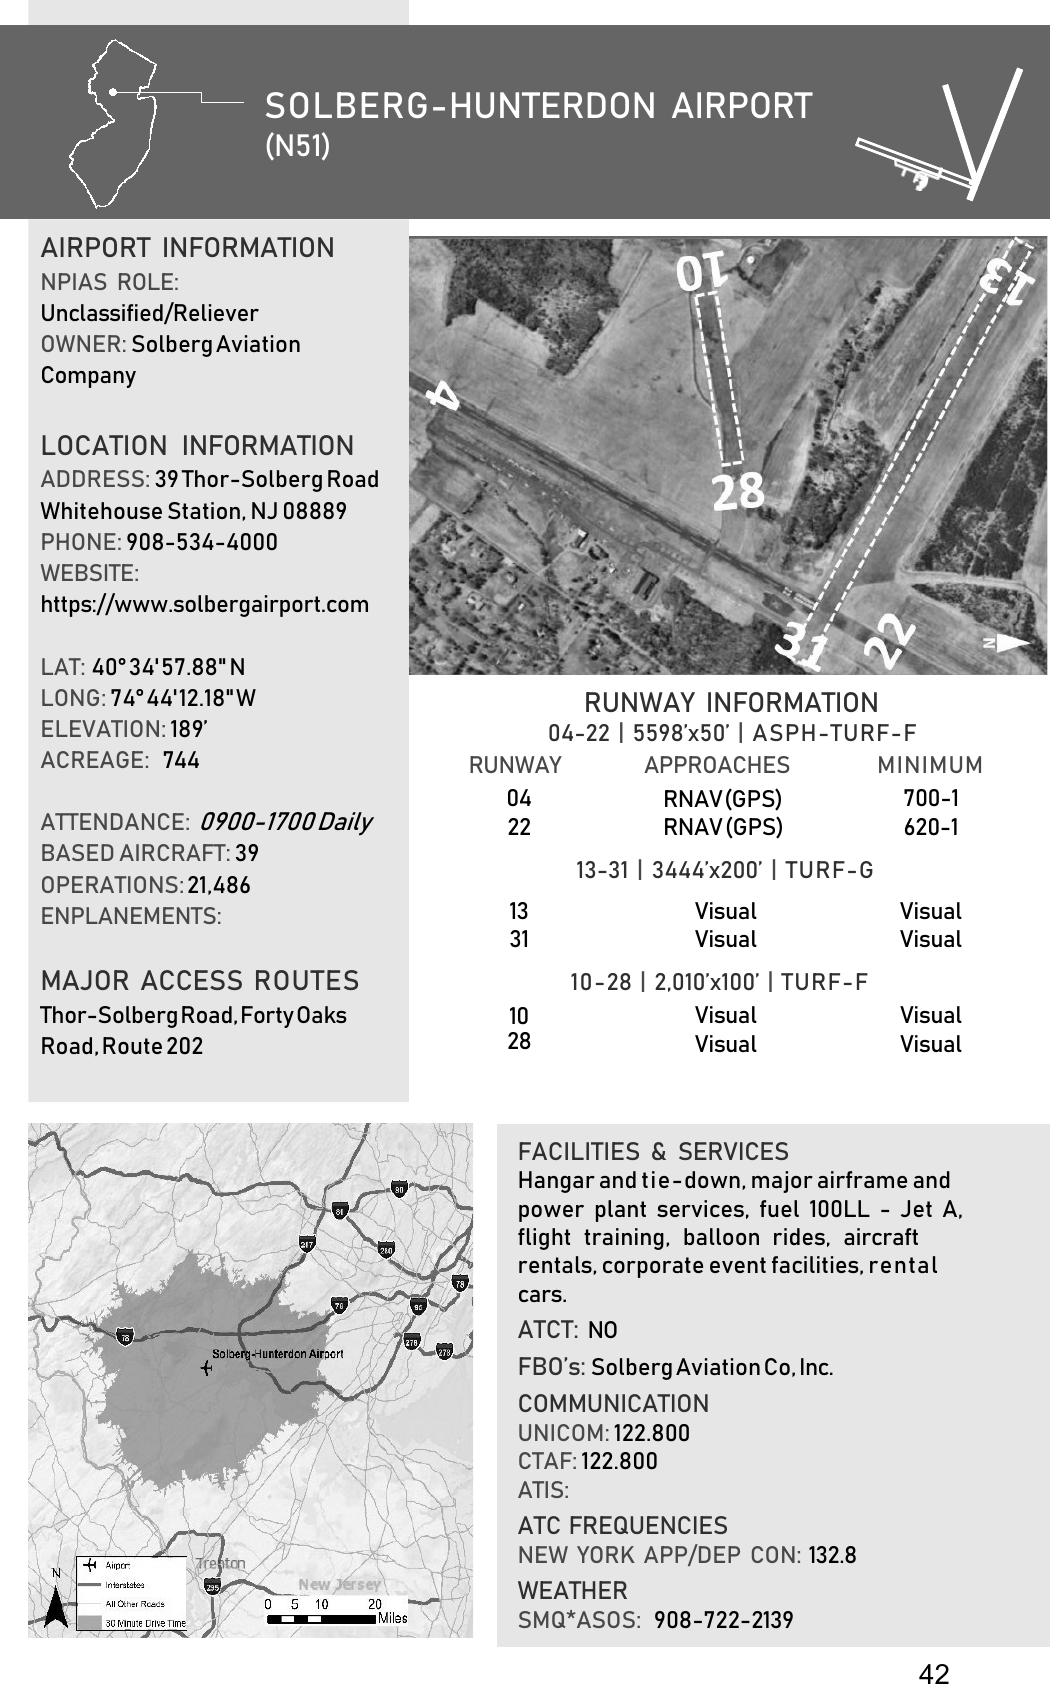 SOLBERG-HUNTERDON AIRPORT
(N51)
AIRPORT INFORMATION
NPIAS ROLE:
Unclassified/Reliever
OWNER: Solberg Aviation
Company
LOCATION INFORMATION
ADDRESS: 39 Thor-Solberg Road
Whitehouse Station, NJ 08889
PHONE: 908-534-4000
WEBSITE:
https://www.solbergairport.com
LAT: 40°34'57.88" N
LONG: 74°44'12.18" W
ELEVATION: 189’
ACREAGE: 744
ATTENDANCE: 0900-1700 Daily
BASED AIRCRAFT: 39
OPERATIONS: 21,486
ENPLANEMENTS:
MAJOR ACCESS ROUTES
Thor-Solberg Road, Forty Oaks
Road, Route 202
10
13
4
28
31
22
N
RUNWAY INFORMATION
04-22 | 5598’x50’ | ASPH-TURF-F
RUNWAY APPROACHES MINIMUM
04 RNAV (GPS) 700-1
22 RNAV (GPS) 620-1
13-31 | 3444’x200’ | TURF-G
13 Visual Visual
31 Visual Visual
10-28 | 2,010’x100’ | TURF-F
10 Visual Visual
28 Visual Visual
80
287
280
78
78
95
78
278
278
Solberg-Hunterdon Airport
Trenton
New Jersey
295
N
Airport
Interstates
All Other Roads
30 Minute Drive Time
0 5 10 20
Miles
FACILITIES & SERVICES
Hangar and tie-down, major airframe and
power plant services, fuel 100LL - Jet A,
flight training, balloon rides, aircraft
rentals, corporate event facilities, rental
cars.
ATCT: NO
FBO’s: Solberg Aviation Co, Inc.
COMMUNICATION
UNICOM: 122.800
CTAF: 122.800
ATIS:
ATC FREQUENCIES
NEW YORK APP/DEP CON: 132.8
WEATHER
SMQ*ASOS: 908-722-2139
42